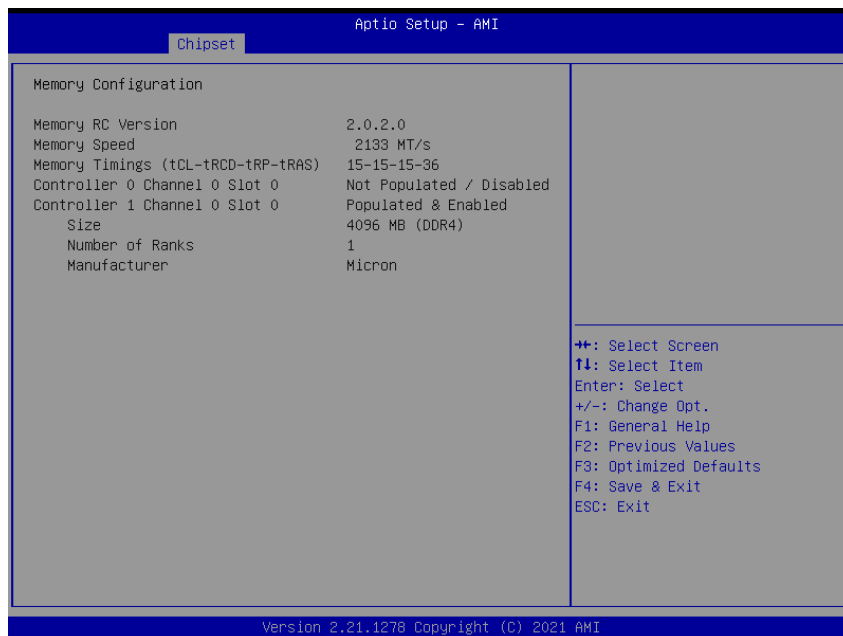 Aptio Setup - AMI
Chipset
Memory Configuration
Memory RC Version 2.0.2.0
Memory Speed 2133 MT/s
Memory Timings (tCL-tRCD-tRP-tRAS) 15-15-15-36
Controller 0 Channel 0 Slot 0 Not Populated / Disabled
Controller 1 Channel 0 Slot 0 Populated & Enabled
Size 4096 MB (DDR4)
Number of Ranks 1
Manufacturer Micron
→←: Select Screen
↑↓: Select Item
Enter: Select
+/-: Change Opt.
F1: General Help
F2: Previous Values
F3: Optimized Defaults
F4: Save & Exit
ESC: Exit
Version 2.21.1278 Copyright (C) 2021 AMI